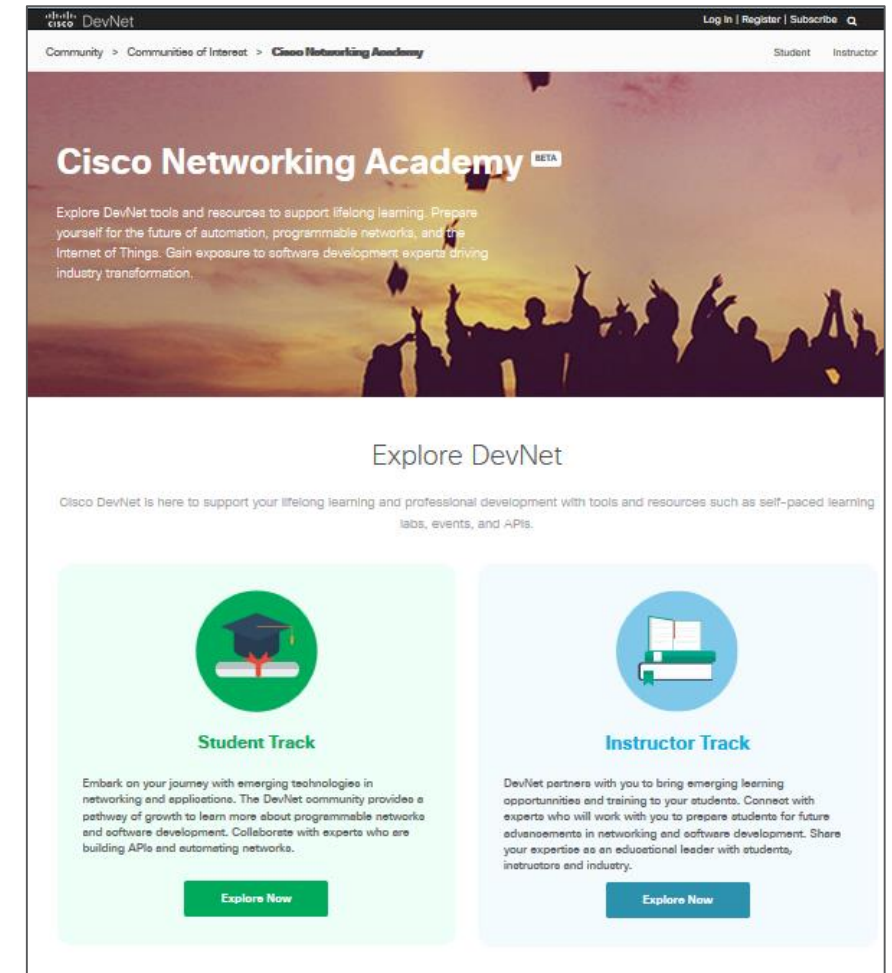 cisco DevNet
Log In | Register | Subscribe
Community > Communities of Interest > Cisco Networking Academy
Student Instructor
Cisco Networking Academy BETA
Explore DevNet tools and resources to support lifelong learning. Prepare
yourself for the future of automation, programmable networks, and the
Internet of Things. Gain exposure to software development experts driving
industry transformation.
Explore DevNet
Cisco DevNet is here to support your lifelong learning and professional development with tools and resources such as self-paced learning
labs, events, and APIs.
Student Track
Embark on your journey with emerging technologies in
networking and applications. The DevNet community provides a
pathway of growth to learn more about programmable networks
and software development. Collaborate with experts who are
building APIs and automating networks.
Explore Now
Instructor Track
DevNet partners with you to bring emerging learning
opportunnities and training to your students. Connect with
experts who will work with you to prepare students for future
advancements in networking and software development. Share
your expertise as an educational leader with students,
instructors and industry.
Explore Now